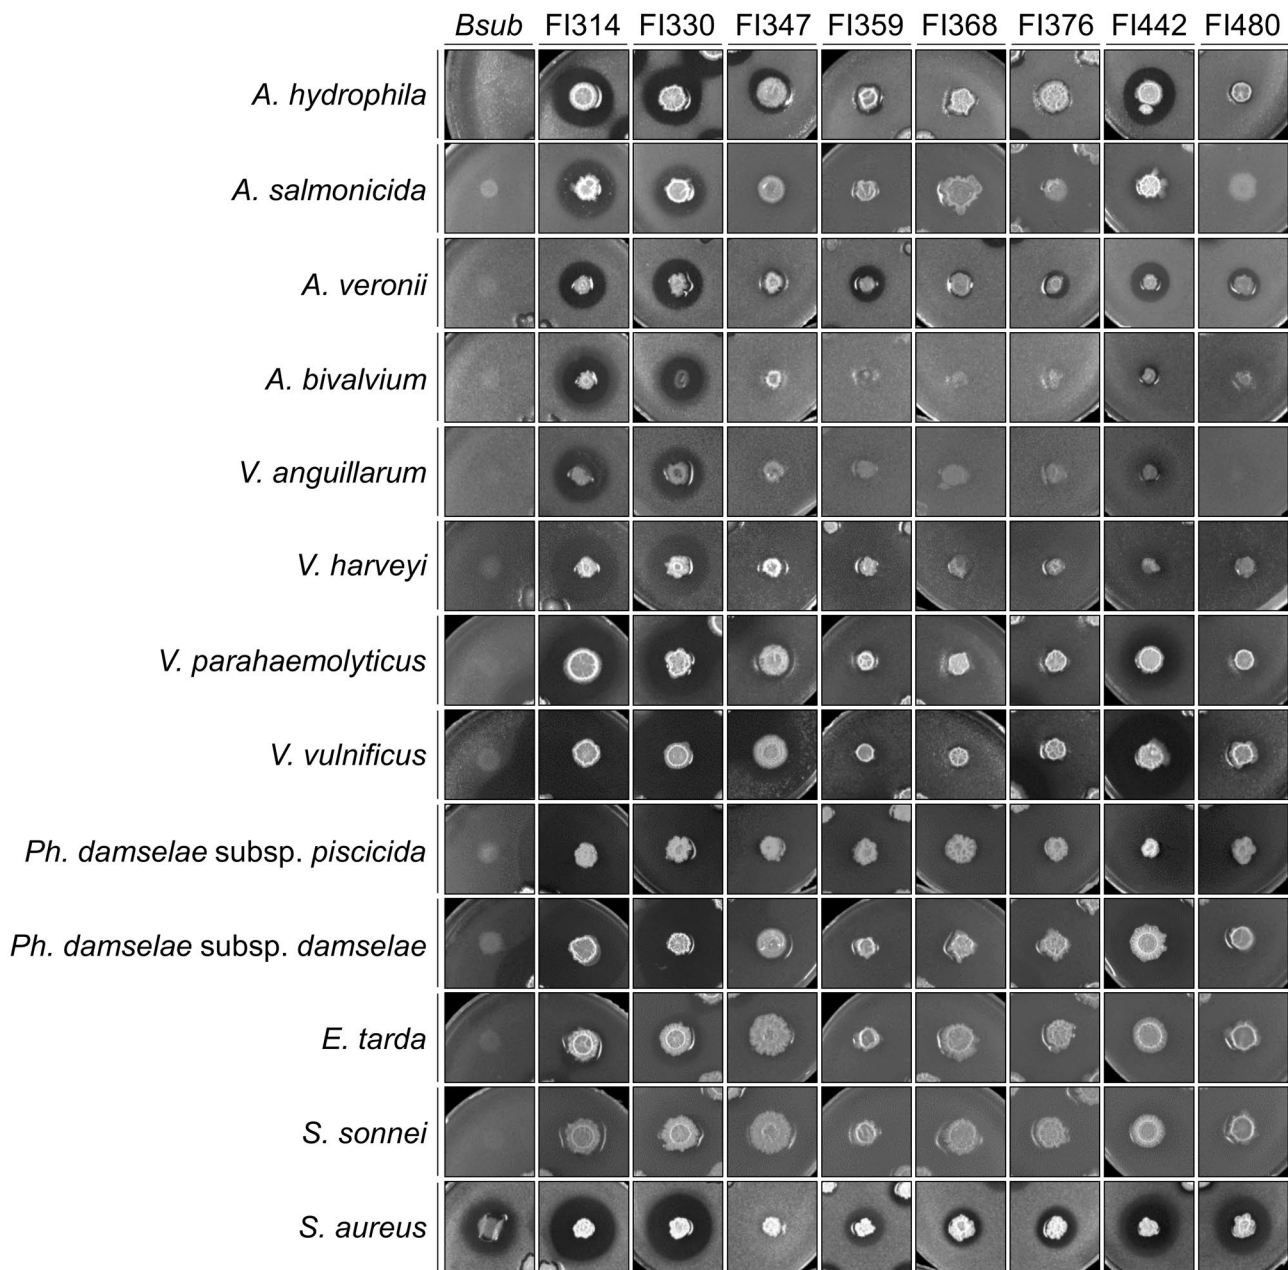 Bsub FI314 FI330 FI347 FI359 FI368 FI376 FI442 FI480
A. hydrophila
A. salmonicida
A. veronii
A. bivalvium
V. anguillarum
V. harveyi
V. parahaemolyticus
V. vulnificus
Ph. damselae subsp. piscicida
Ph. damselae subsp. damselae
E. tarda
S. sonnei
S. aureus